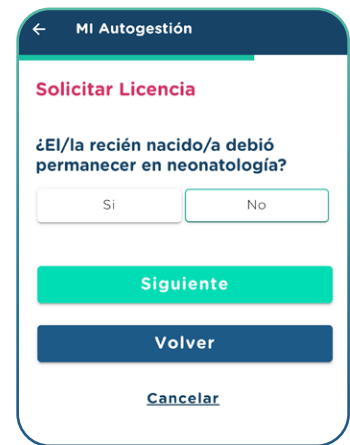 ← MI Autogestión
Solicitar Licencia
¿El/la recién nacido/a debió
permanecer en neonatología?
Si No
Siguiente
Volver
Cancelar